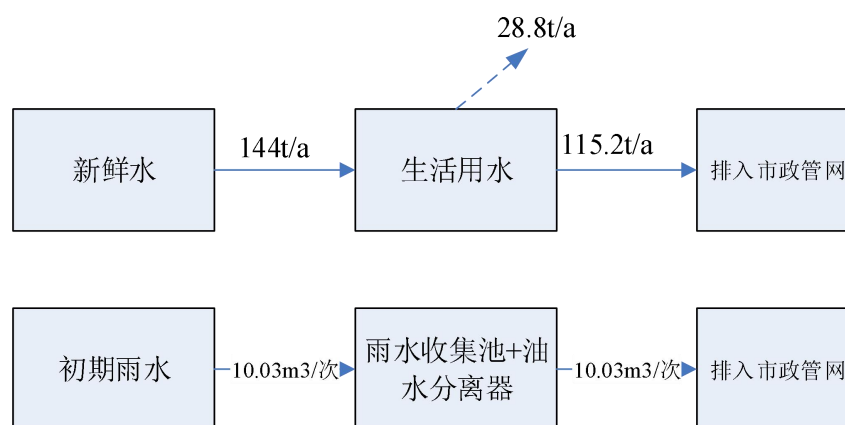 28.8t/a
新鲜水
144t/a
生活用水
115.2t/a
排入市政管网
初期雨水
10.03m3/次
雨水收集池+油
水分离器
10.03m3/次
排入市政管网